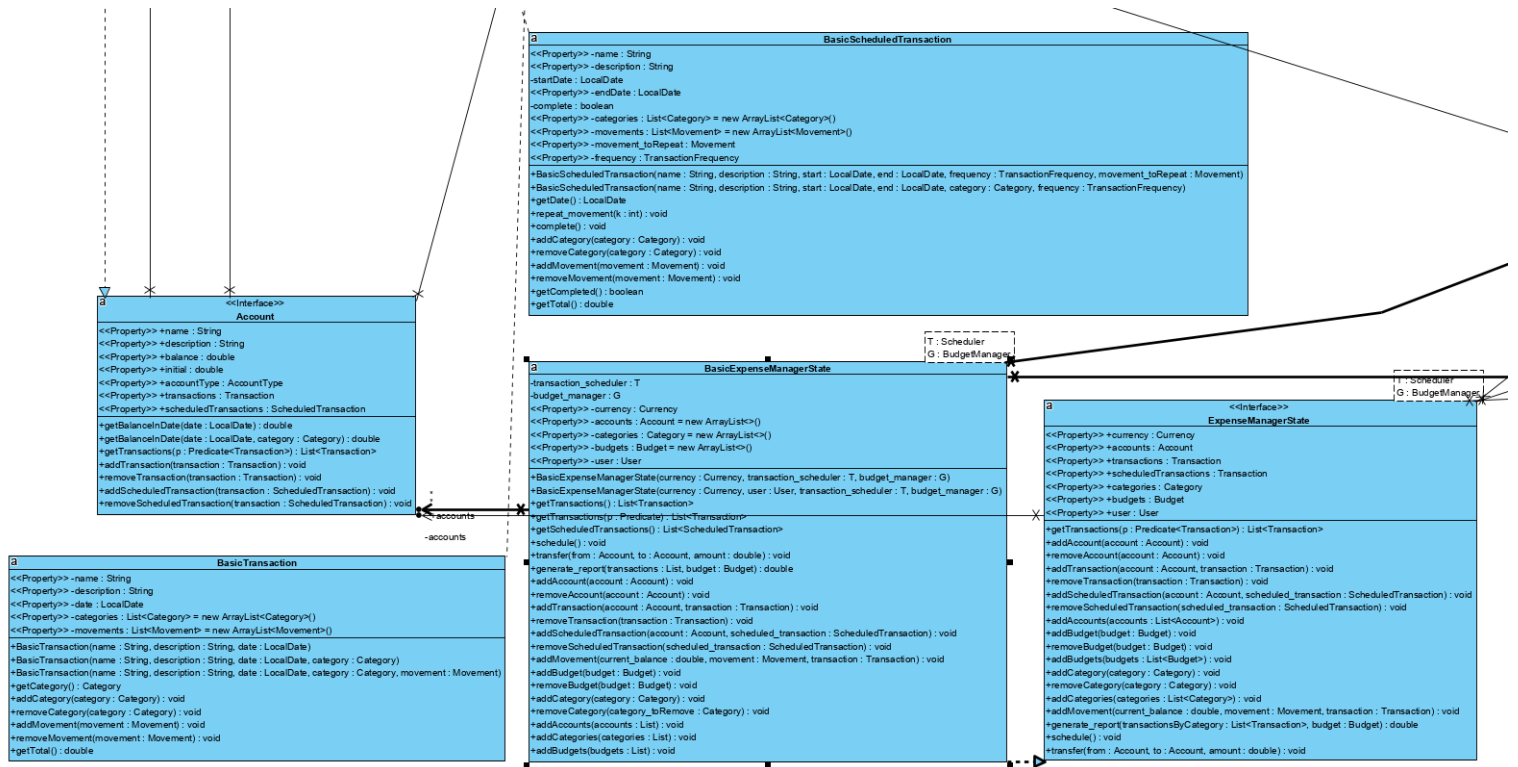 a
BasicScheduledTransaction
<<Property>> -name : String
<<Property>> -description : String
-startDate : LocalDate
<<Property>> -endDate : LocalDate
-complete : boolean
<<Property>> -categories : List<Category> = new ArrayList<Category>()
<<Property>> -movements : List<Movement> = new ArrayList<Movement>()
<<Property>> -movement_toRepeat : Movement
<<Property>> -frequency : TransactionFrequency
+BasicScheduledTransaction(name : String, description : String, start : LocalDate, end : LocalDate, frequency : TransactionFrequency, movement_toRepeat : Movement)
+BasicScheduledTransaction(name : String, description : String, start : LocalDate, end : LocalDate, category : Category, frequency : TransactionFrequency)
+getDate() : LocalDate
+repeat_movement(k : int) : void
+complete() : void
+addCategory(category : Category) : void
+removeCategory(category : Category) : void
+addMovement(movement : Movement) : void
+removeMovement(movement : Movement) : void
+getCompleted() : boolean
+getTotal() : double
a
<<Interface>>
Account
<<Property>> +name : String
<<Property>> +description : String
<<Property>> +balance : double
<<Property>> +initial : double
<<Property>> +accountType : AccountType
<<Property>> +transactions : Transaction
<<Property>> +scheduledTransactions : ScheduledTransaction
+getBalanceInDate(date : LocalDate) : double
+getBalanceInDate(date : LocalDate, category : Category) : double
+getTransactions(p : Predicate<Transaction>) : List<Transaction>
+addTransaction(transaction : Transaction) : void
+removeTransaction(transaction : Transaction) : void
+addScheduledTransaction(transaction : ScheduledTransaction) : void
+removeScheduledTransaction(transaction : ScheduledTransaction) : void
-accounts
-accounts
a
BasicTransaction
<<Property>> -name : String
<<Property>> -description : String
<<Property>> -date : LocalDate
<<Property>> -categories : List<Category> = new ArrayList<Category>()
<<Property>> -movements : List<Movement> = new ArrayList<Movement>()
+BasicTransaction(name : String, description : String, date : LocalDate)
+BasicTransaction(name : String, description : String, date : LocalDate, category : Category)
+BasicTransaction(name : String, description : String, date : LocalDate, category : Category, movement : Movement)
+getCategory() : Category
+addCategory(category : Category) : void
+removeCategory(category : Category) : void
+addMovement(movement : Movement) : void
+removeMovement(movement : Movement) : void
+getTotal() : double
T : Scheduler
G : BudgetManager
a
BasicExpenseManagerState
-transaction_scheduler : T
-budget_manager : G
<<Property>> -currency : Currency
<<Property>> -accounts : Account = new ArrayList<>()
<<Property>> -categories : Category = new ArrayList<>()
<<Property>> -budgets : Budget = new ArrayList<>()
<<Property>> -user : User
+BasicExpenseManagerState(currency : Currency, transaction_scheduler : T, budget_manager : G)
+BasicExpenseManagerState(currency : Currency, user : User, transaction_scheduler : T, budget_manager : G)
+getTransactions() : List<Transaction>
+getTransactions(p : Predicate) : List<Transaction>
+getScheduledTransactions() : List<ScheduledTransaction>
+schedule() : void
+transfer(from : Account, to : Account, amount : double) : void
+generate_report(transactions : List, budget : Budget) : double
+addAccount(account : Account) : void
+removeAccount(account : Account) : void
+addTransaction(account : Account, transaction : Transaction) : void
+removeTransaction(transaction : Transaction) : void
+addScheduledTransaction(account : Account, scheduled_transaction : ScheduledTransaction) : void
+removeScheduledTransaction(scheduled_transaction : ScheduledTransaction) : void
+addMovement(current_balance : double, movement : Movement, transaction : Transaction) : void
+addBudget(budget : Budget) : void
+removeBudget(budget : Budget) : void
+addCategory(category : Category) : void
+removeCategory(category_toRemove : Category) : void
+addAccounts(accounts : List) : void
+addCategories(categories : List) : void
+addBudgets(budgets : List) : void
T : Scheduler
G : BudgetManager
a
<<Interface>>
ExpenseManagerState
<<Property>> +currency : Currency
<<Property>> +accounts : Account
<<Property>> +transactions : Transaction
<<Property>> +scheduledTransactions : Transaction
<<Property>> +categories : Category
<<Property>> +budgets : Budget
<<Property>> +user : User
+getTransactions(p : Predicate<Transaction>) : List<Transaction>
+addAccount(account : Account) : void
+removeAccount(account : Account) : void
+addTransaction(account : Account, transaction : Transaction) : void
+removeTransaction(transaction : Transaction) : void
+addScheduledTransaction(account : Account, scheduled_transaction : ScheduledTransaction) : void
+removeScheduledTransaction(scheduled_transaction : ScheduledTransaction) : void
+addAccounts(accounts : List<Account>) : void
+addBudget(budget : Budget) : void
+removeBudget(budget : Budget) : void
+addBudgets(budgets : List<Budget>) : void
+addCategory(category : Category) : void
+removeCategory(category : Category) : void
+addCategories(categories : List<Category>) : void
+addMovement(current_balance : double, movement : Movement, transaction : Transaction) : void
+generate_report(transactionsByCategory : List<Transaction>, budget : Budget) : double
+schedule() : void
+transfer(from : Account, to : Account, amount : double) : void